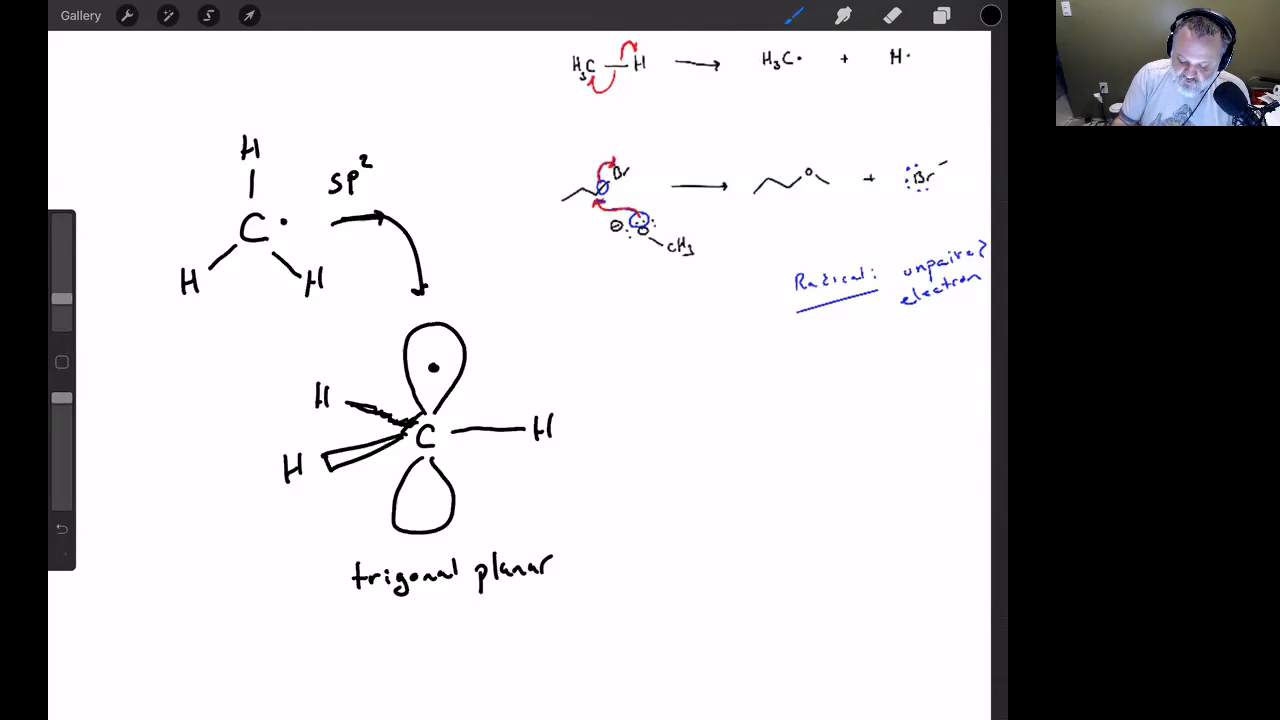 Gallery
H₃C — H → H₃C· + H·
H
C·
H H
sp²
Br
⊖ :O:
CH₃
→
O
+ :Br: ⁻
Radical: unpaired
electron
H
H
C
H
trigonal planar